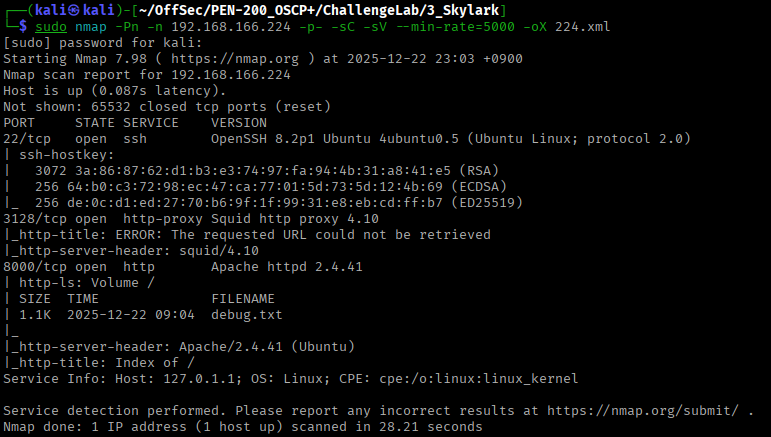 ┌──(kali㉿kali)-[~/OffSec/PEN-200_OSCP+/ChallengeLab/3_Skylark]
└─$ sudo nmap -Pn -n 192.168.166.224 -p- -sC -sV --min-rate=5000 -oX 224.xml
[sudo] password for kali:
Starting Nmap 7.98 ( https://nmap.org ) at 2025-12-22 23:03 +0900
Nmap scan report for 192.168.166.224
Host is up (0.087s latency).
Not shown: 65532 closed tcp ports (reset)
PORT     STATE SERVICE    VERSION
22/tcp   open  ssh        OpenSSH 8.2p1 Ubuntu 4ubuntu0.5 (Ubuntu Linux; protocol 2.0)
| ssh-hostkey:
|   3072 3a:86:87:62:d1:b3:e3:74:97:fa:94:4b:31:a8:41:e5 (RSA)
|   256 64:b0:c3:72:98:ec:47:ca:77:01:5d:73:5d:12:4b:69 (ECDSA)
|_  256 de:0c:d1:ed:27:70:b6:9f:1f:99:31:e8:eb:cd:ff:b7 (ED25519)
3128/tcp open  http-proxy Squid http proxy 4.10
|_http-title: ERROR: The requested URL could not be retrieved
|_http-server-header: squid/4.10
8000/tcp open  http       Apache httpd 2.4.41
| http-ls: Volume /
| SIZE  TIME              FILENAME
| 1.1K  2025-12-22 09:04  debug.txt
|_
|_http-server-header: Apache/2.4.41 (Ubuntu)
|_http-title: Index of /
Service Info: Host: 127.0.1.1; OS: Linux; CPE: cpe:/o:linux:linux_kernel

Service detection performed. Please report any incorrect results at https://nmap.org/submit/ .
Nmap done: 1 IP address (1 host up) scanned in 28.21 seconds